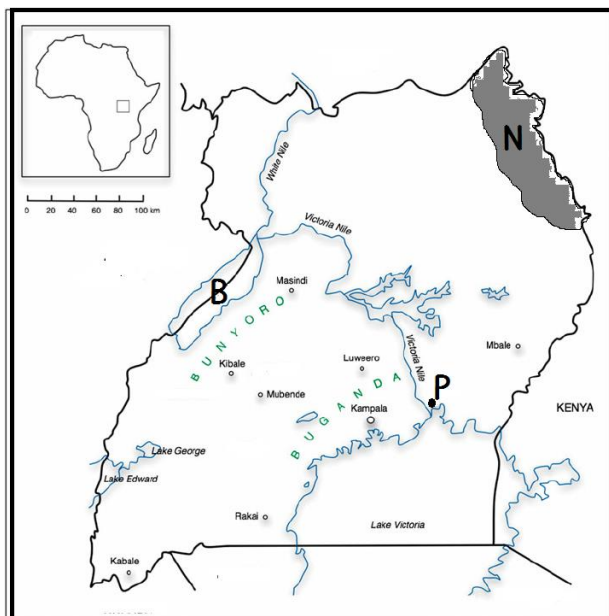 N
White Nile
0 20 40 60 80 100 km
Victoria Nile
Masindi
B
BUNYORO
Victoria Nile
Mbale
Kibale
Luweero
BUGANDA
P
Mubende
Kampala
KENYA
Lake George
Lake Edward
Rakai
Lake Victoria
Kabale